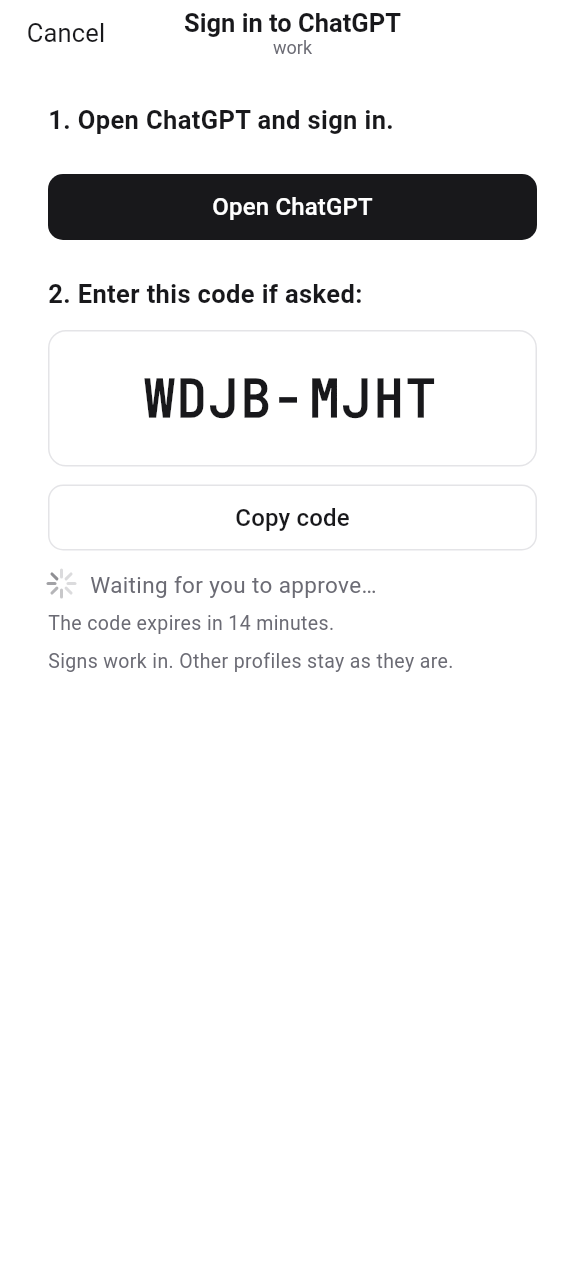 Cancel
Sign in to ChatGPT
work
1. Open ChatGPT and sign in.
Open ChatGPT
2. Enter this code if asked:
WDJB-MJHT
Copy code
Waiting for you to approve…
The code expires in 14 minutes.
Signs work in. Other profiles stay as they are.